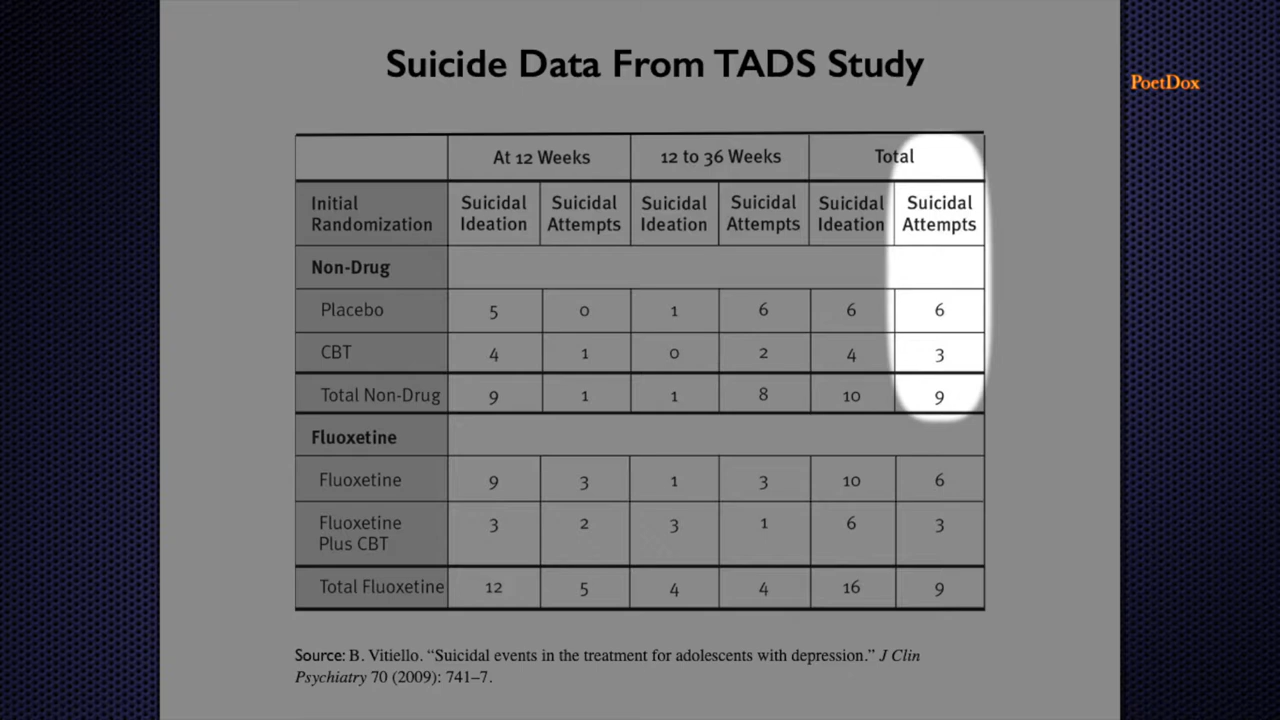 Suicide Data From TADS Study
PoetDox
At 12 Weeks 12 to 36 Weeks Total
Initial Randomization Suicidal Ideation Suicidal Attempts Suicidal Ideation Suicidal Attempts Suicidal Ideation Suicidal Attempts
Non-Drug
Placebo 5 0 1 6 6 6
CBT 4 1 0 2 4 3
Total Non-Drug 9 1 1 8 10 9
Fluoxetine
Fluoxetine 9 3 1 3 10 6
Fluoxetine Plus CBT 3 2 3 1 6 3
Total Fluoxetine 12 5 4 4 16 9
Source: B. Vitiello. “Suicidal events in the treatment for adolescents with depression.” J Clin
Psychiatry 70 (2009): 741–7.